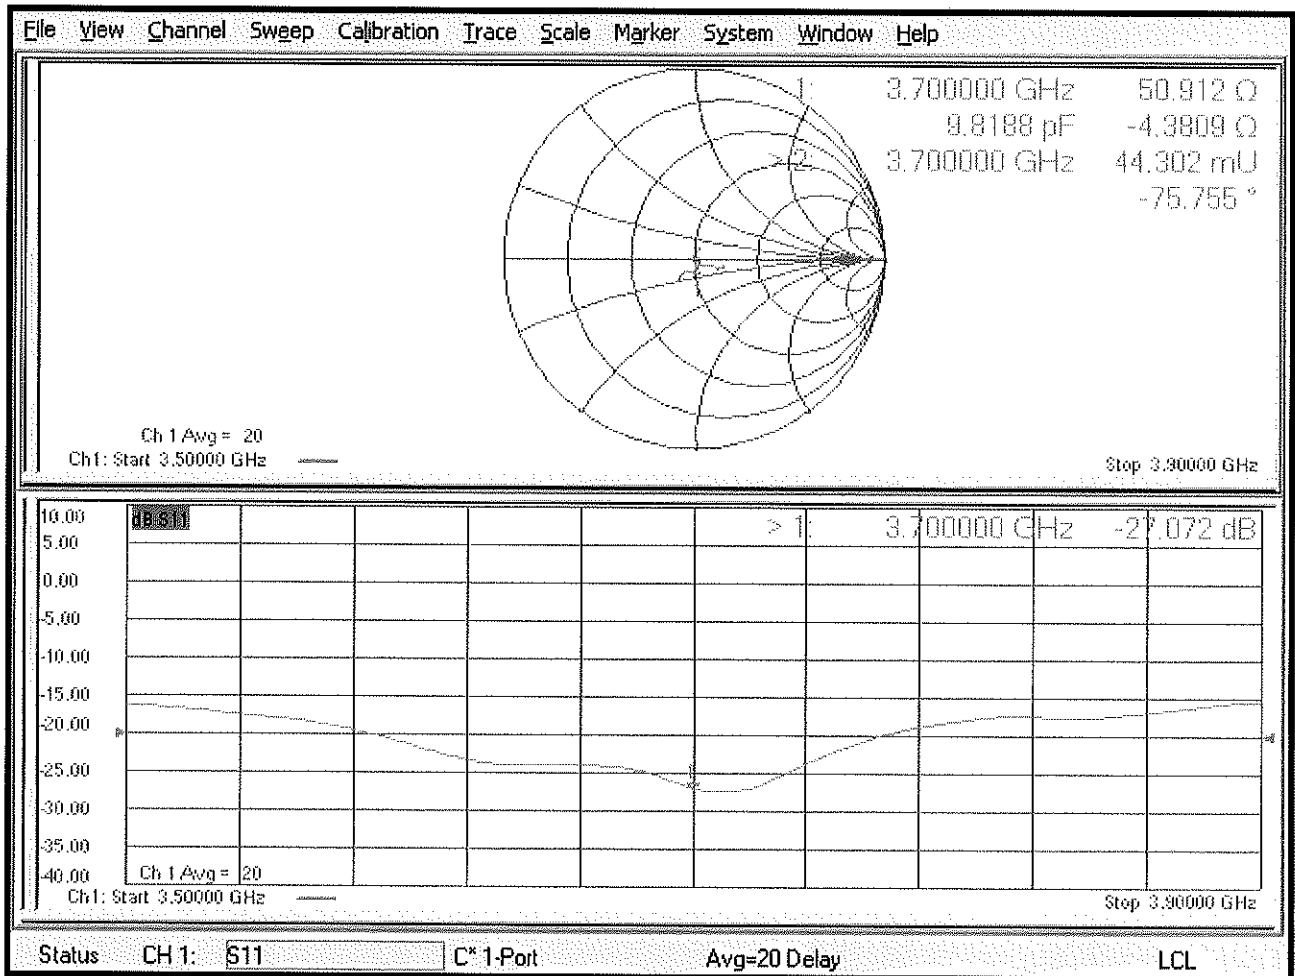 File View Channel Sweep Calibration Trace Scale Marker System Window Help
1: 3.700000 GHz 50.912 Ω
9.8188 pF -4.3809 Ω
> 2: 3.700000 GHz 44.302 mU
-75.755 °
Ch 1 Avg = 20
Ch1: Start 3.50000 GHz Stop 3.90000 GHz
10.00 dB S11 > 1: 3.700000 GHz -27.072 dB
5.00
0.00
-5.00
-10.00
-15.00
-20.00
-25.00
-30.00
-35.00
-40.00 Ch 1 Avg = 20
Ch1: Start 3.50000 GHz Stop 3.90000 GHz
Status CH 1: S11 C* 1-Port Avg=20 Delay LCL